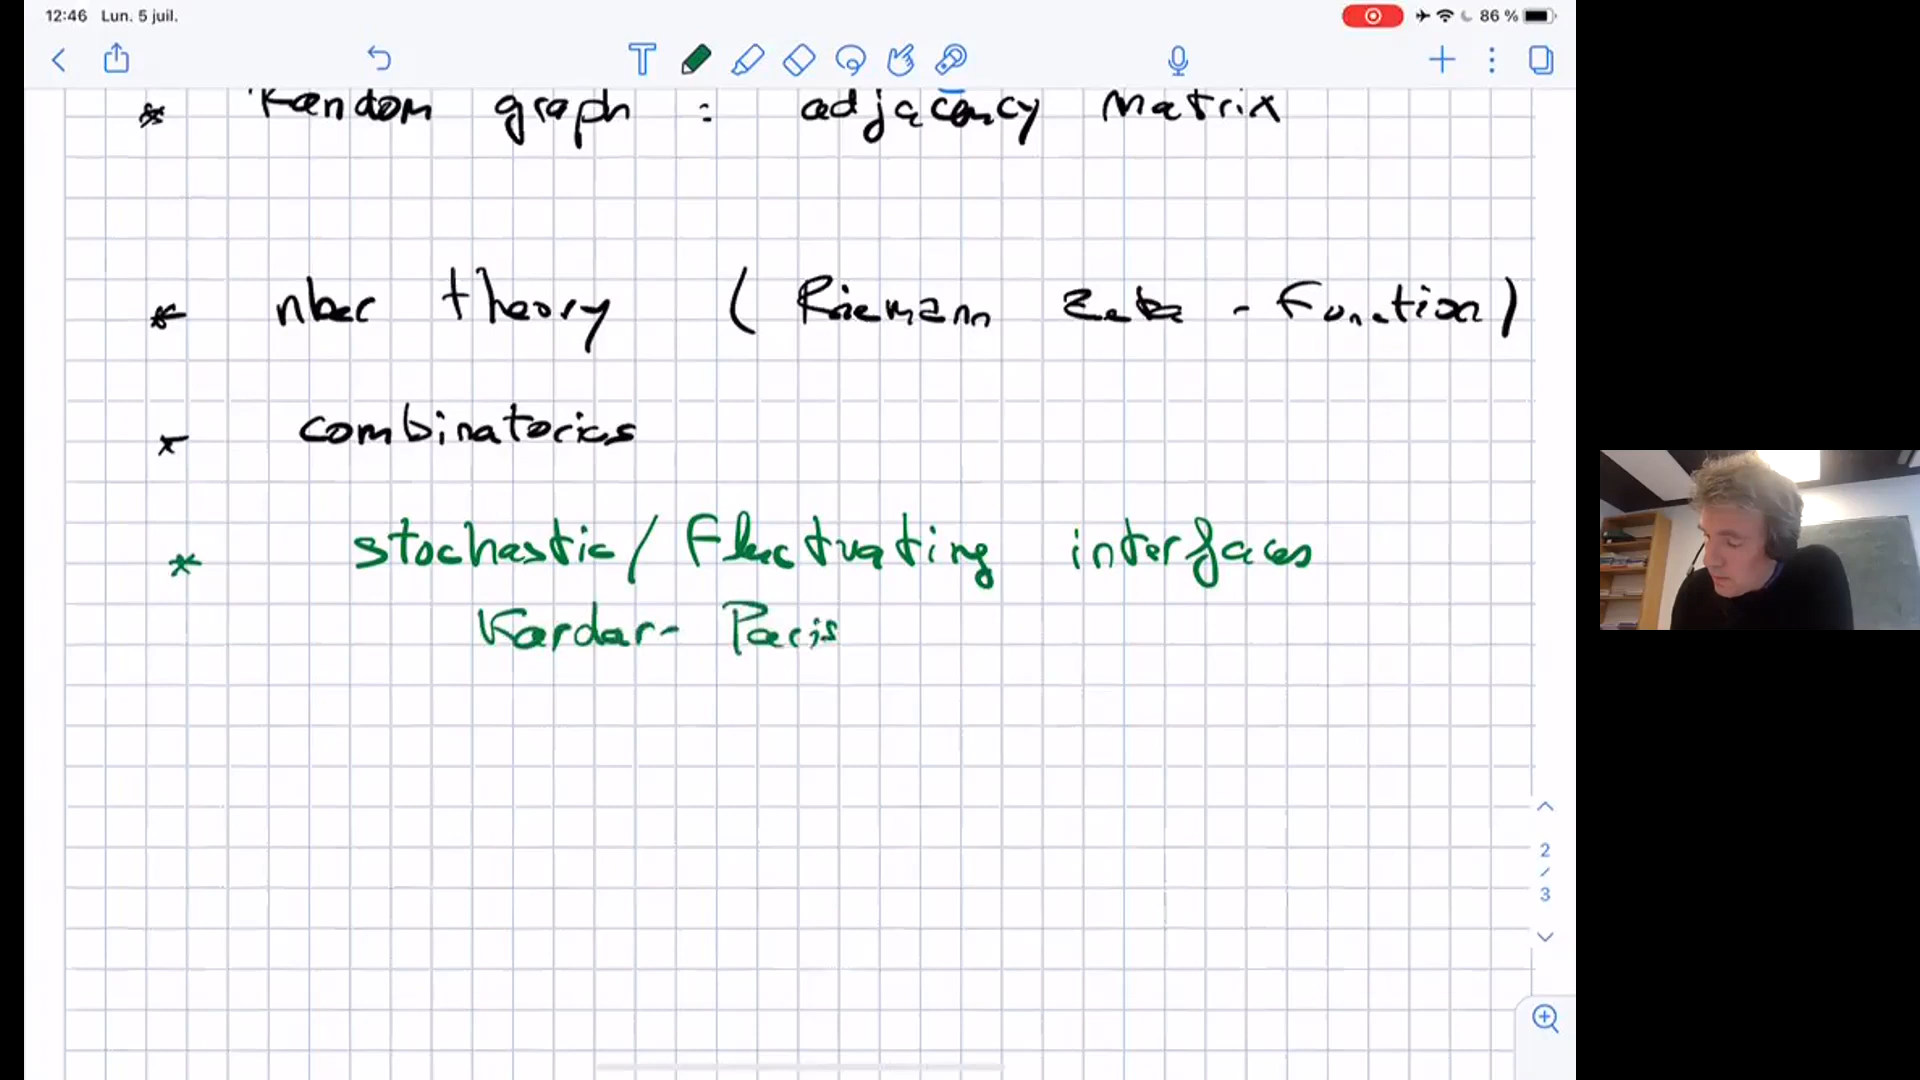 12:46 Lun. 5 juil.
86 %
* Random graph : adjacency matrix
* nber theory ( Riemann Zeta - Function )
* combinatorics
* stochastic / Fluctuating interfaces
Kardar - Paris
2
3